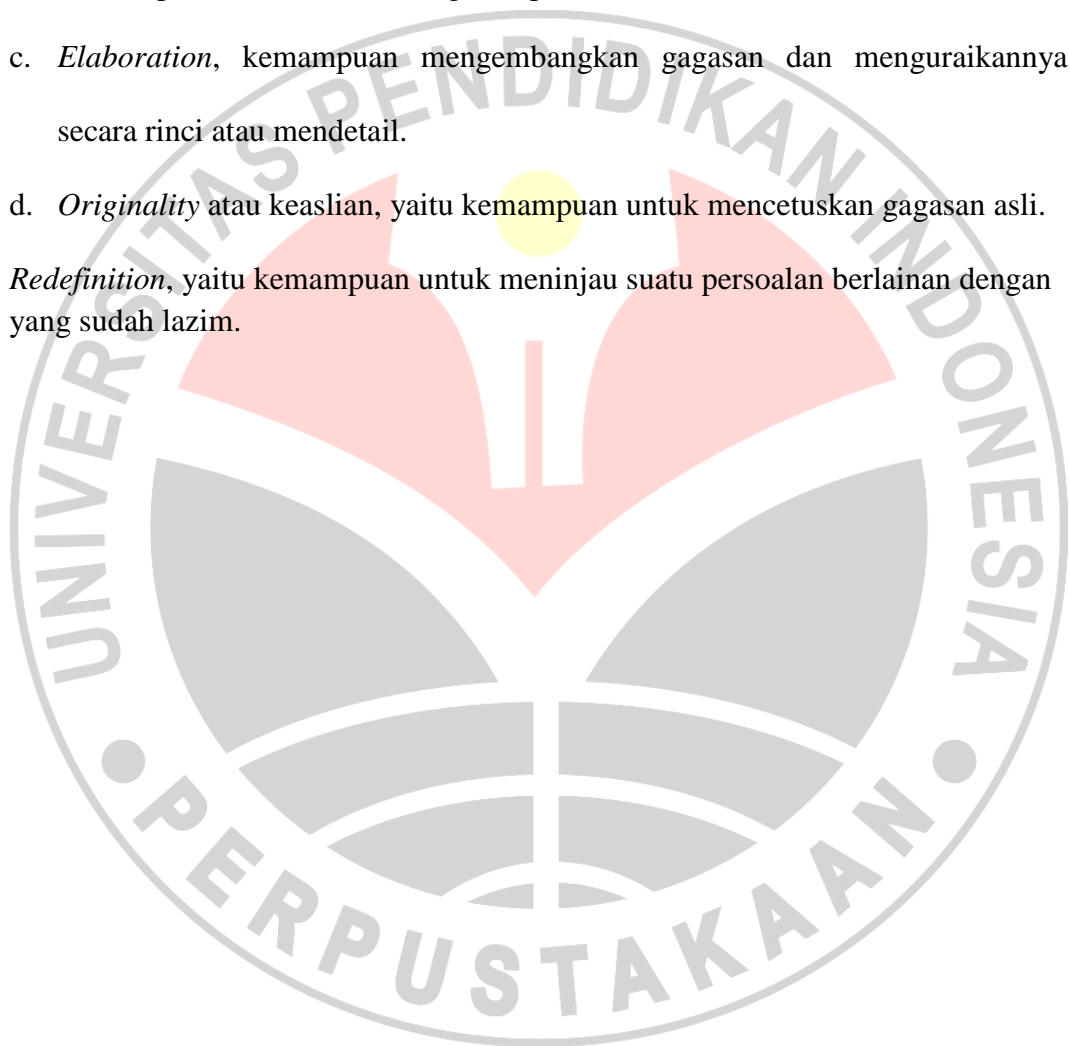 c. Elaboration, kemampuan mengembangkan gagasan dan menguraikannya
secara rinci atau mendetail.
d. Originality atau keaslian, yaitu kemampuan untuk mencetuskan gagasan asli.
Redefinition, yaitu kemampuan untuk meninjau suatu persoalan berlainan dengan
yang sudah lazim.
UNIVERSITAS PENDIDIKAN INDONESIA
PERPUSTAKAAN